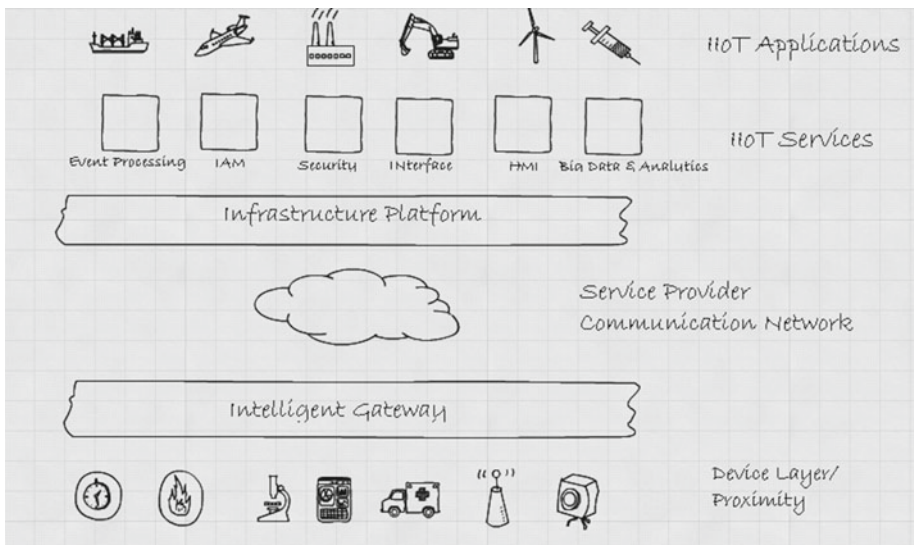 IIoT Applications
IIoT Services
Event Processing IAM Security INterface HMI Big Data & Analytics
Infrastructure Platform
Service Provider
Communication Network
Intelligent Gateway
Device Layer/
Proximity